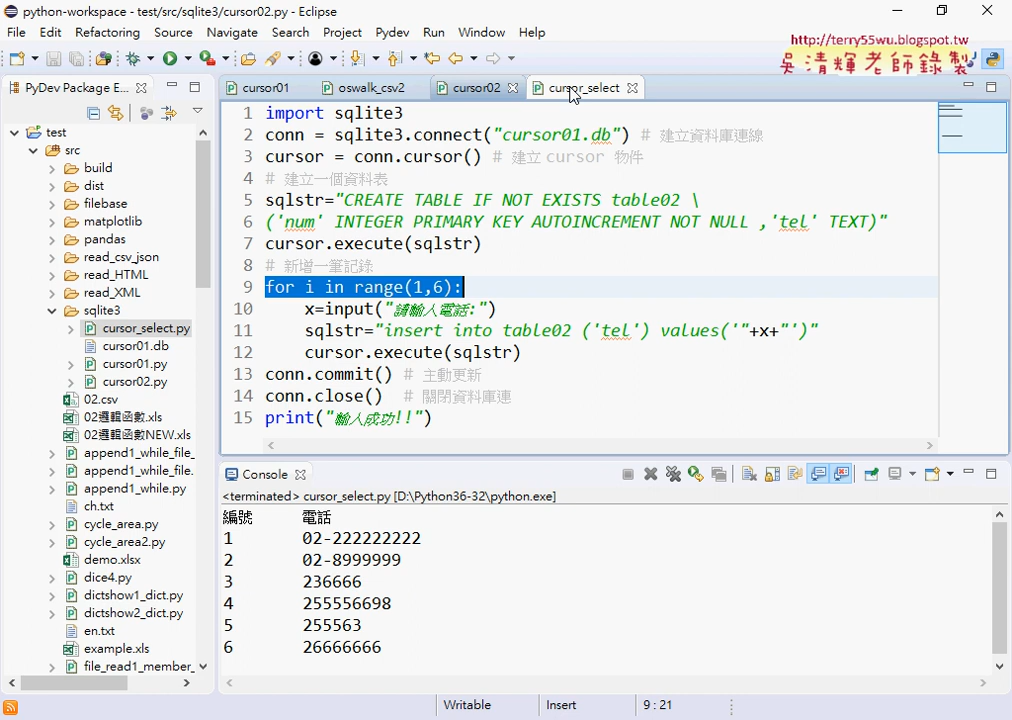 python-workspace - test/src/sqlite3/cursor02.py - Eclipse
File Edit Refactoring Source Navigate Search Project Pydev Run Window Help
http://terry55wu.blogspot.tw
吳清輝老師錄製
PyDev Package E...
cursor01 oswalk_csv2 cursor02 cursor_select
test
src
build
dist
filebase
matplotlib
pandas
read_csv_json
read_HTML
read_XML
sqlite3
cursor_select.py
cursor01.db
cursor01.py
cursor02.py
02.csv
02邏輯函數.xls
02邏輯函數NEW.xls
append1_while_file_
append1_while_file.
append1_while.py
ch.txt
cycle_area.py
cycle_area2.py
demo.xlsx
dice4.py
dictshow1_dict.py
dictshow2_dict.py
en.txt
example.xls
file_read1_member_
1 import sqlite3
2 conn = sqlite3.connect("cursor01.db") # 建立資料庫連線
3 cursor = conn.cursor() # 建立 cursor 物件
4 # 建立一個資料表
5 sqlstr="CREATE TABLE IF NOT EXISTS table02 \
6 ('num' INTEGER PRIMARY KEY AUTOINCREMENT NOT NULL ,'tel' TEXT)"
7 cursor.execute(sqlstr)
8 # 新增一筆記錄
9 for i in range(1,6):
10 x=input("請輸入電話:")
11 sqlstr="insert into table02 ('tel') values('"+x+"')"
12 cursor.execute(sqlstr)
13 conn.commit() # 主動更新
14 conn.close() # 關閉資料庫連
15 print("輸入成功!!")
Console
<terminated> cursor_select.py [D:\Python36-32\python.exe]
編號 電話
1 02-222222222
2 02-8999999
3 236666
4 255556698
5 255563
6 26666666
Writable Insert 9 : 21